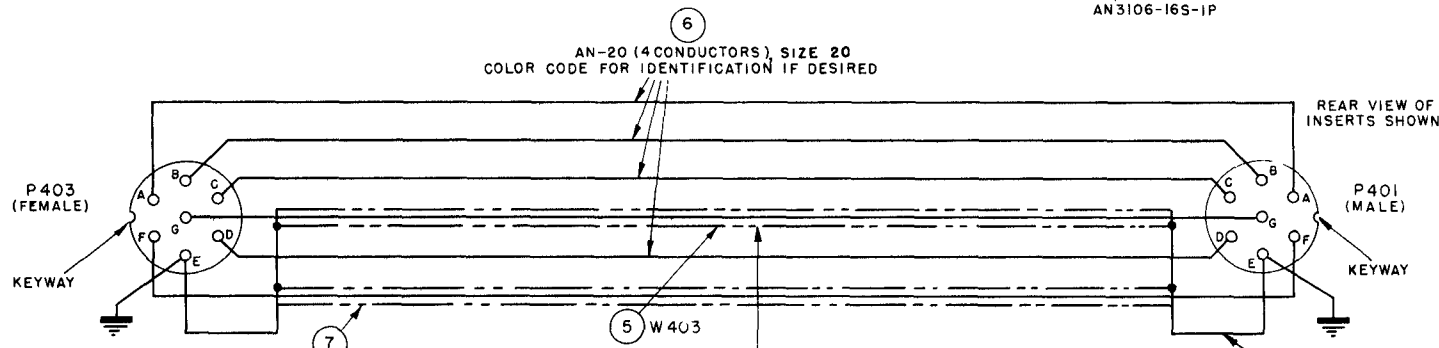 AN3106-16S-1P
6
AN-20 (4 CONDUCTORS), SIZE 20
COLOR CODE FOR IDENTIFICATION IF DESIRED
REAR VIEW OF
INSERTS SHOWN
P403
(FEMALE)
A
B
C
G
F
D
E
KEYWAY
B
C
A
G
D
F
E
P401
(MALE)
KEYWAY
7
5 W403